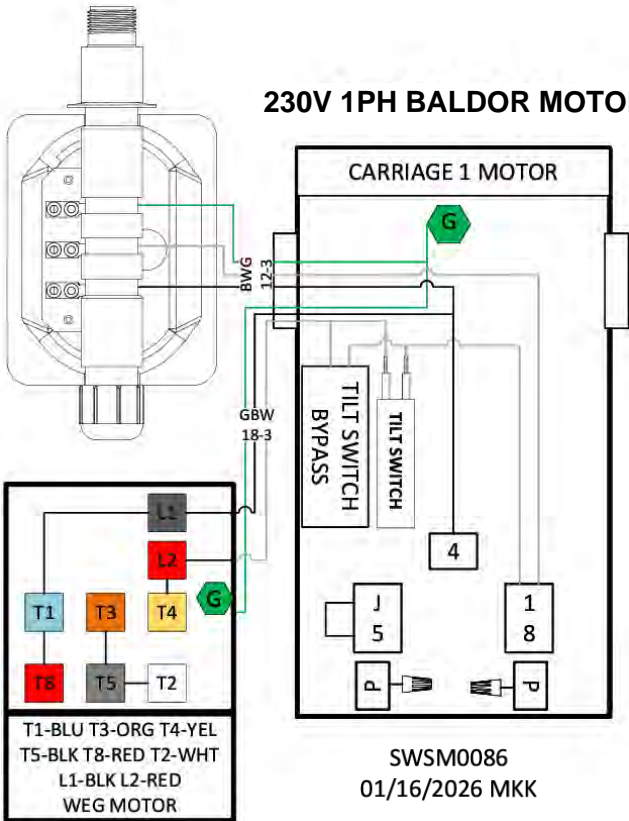 230V 1PH BALDOR MOTO
CARRIAGE 1 MOTOR
G
BWG
12-3
GBW
18-3
TILT SWITCH
BYPASS
TILT SWITCH
4
J
5
1
8
P
P
L1
L2
G
T1
T3
T4
T8
T5
T2
T1-BLU T3-ORG T4-YEL
T5-BLK T8-RED T2-WHT
L1-BLK L2-RED
WEG MOTOR
SWSM0086
01/16/2026 MKK